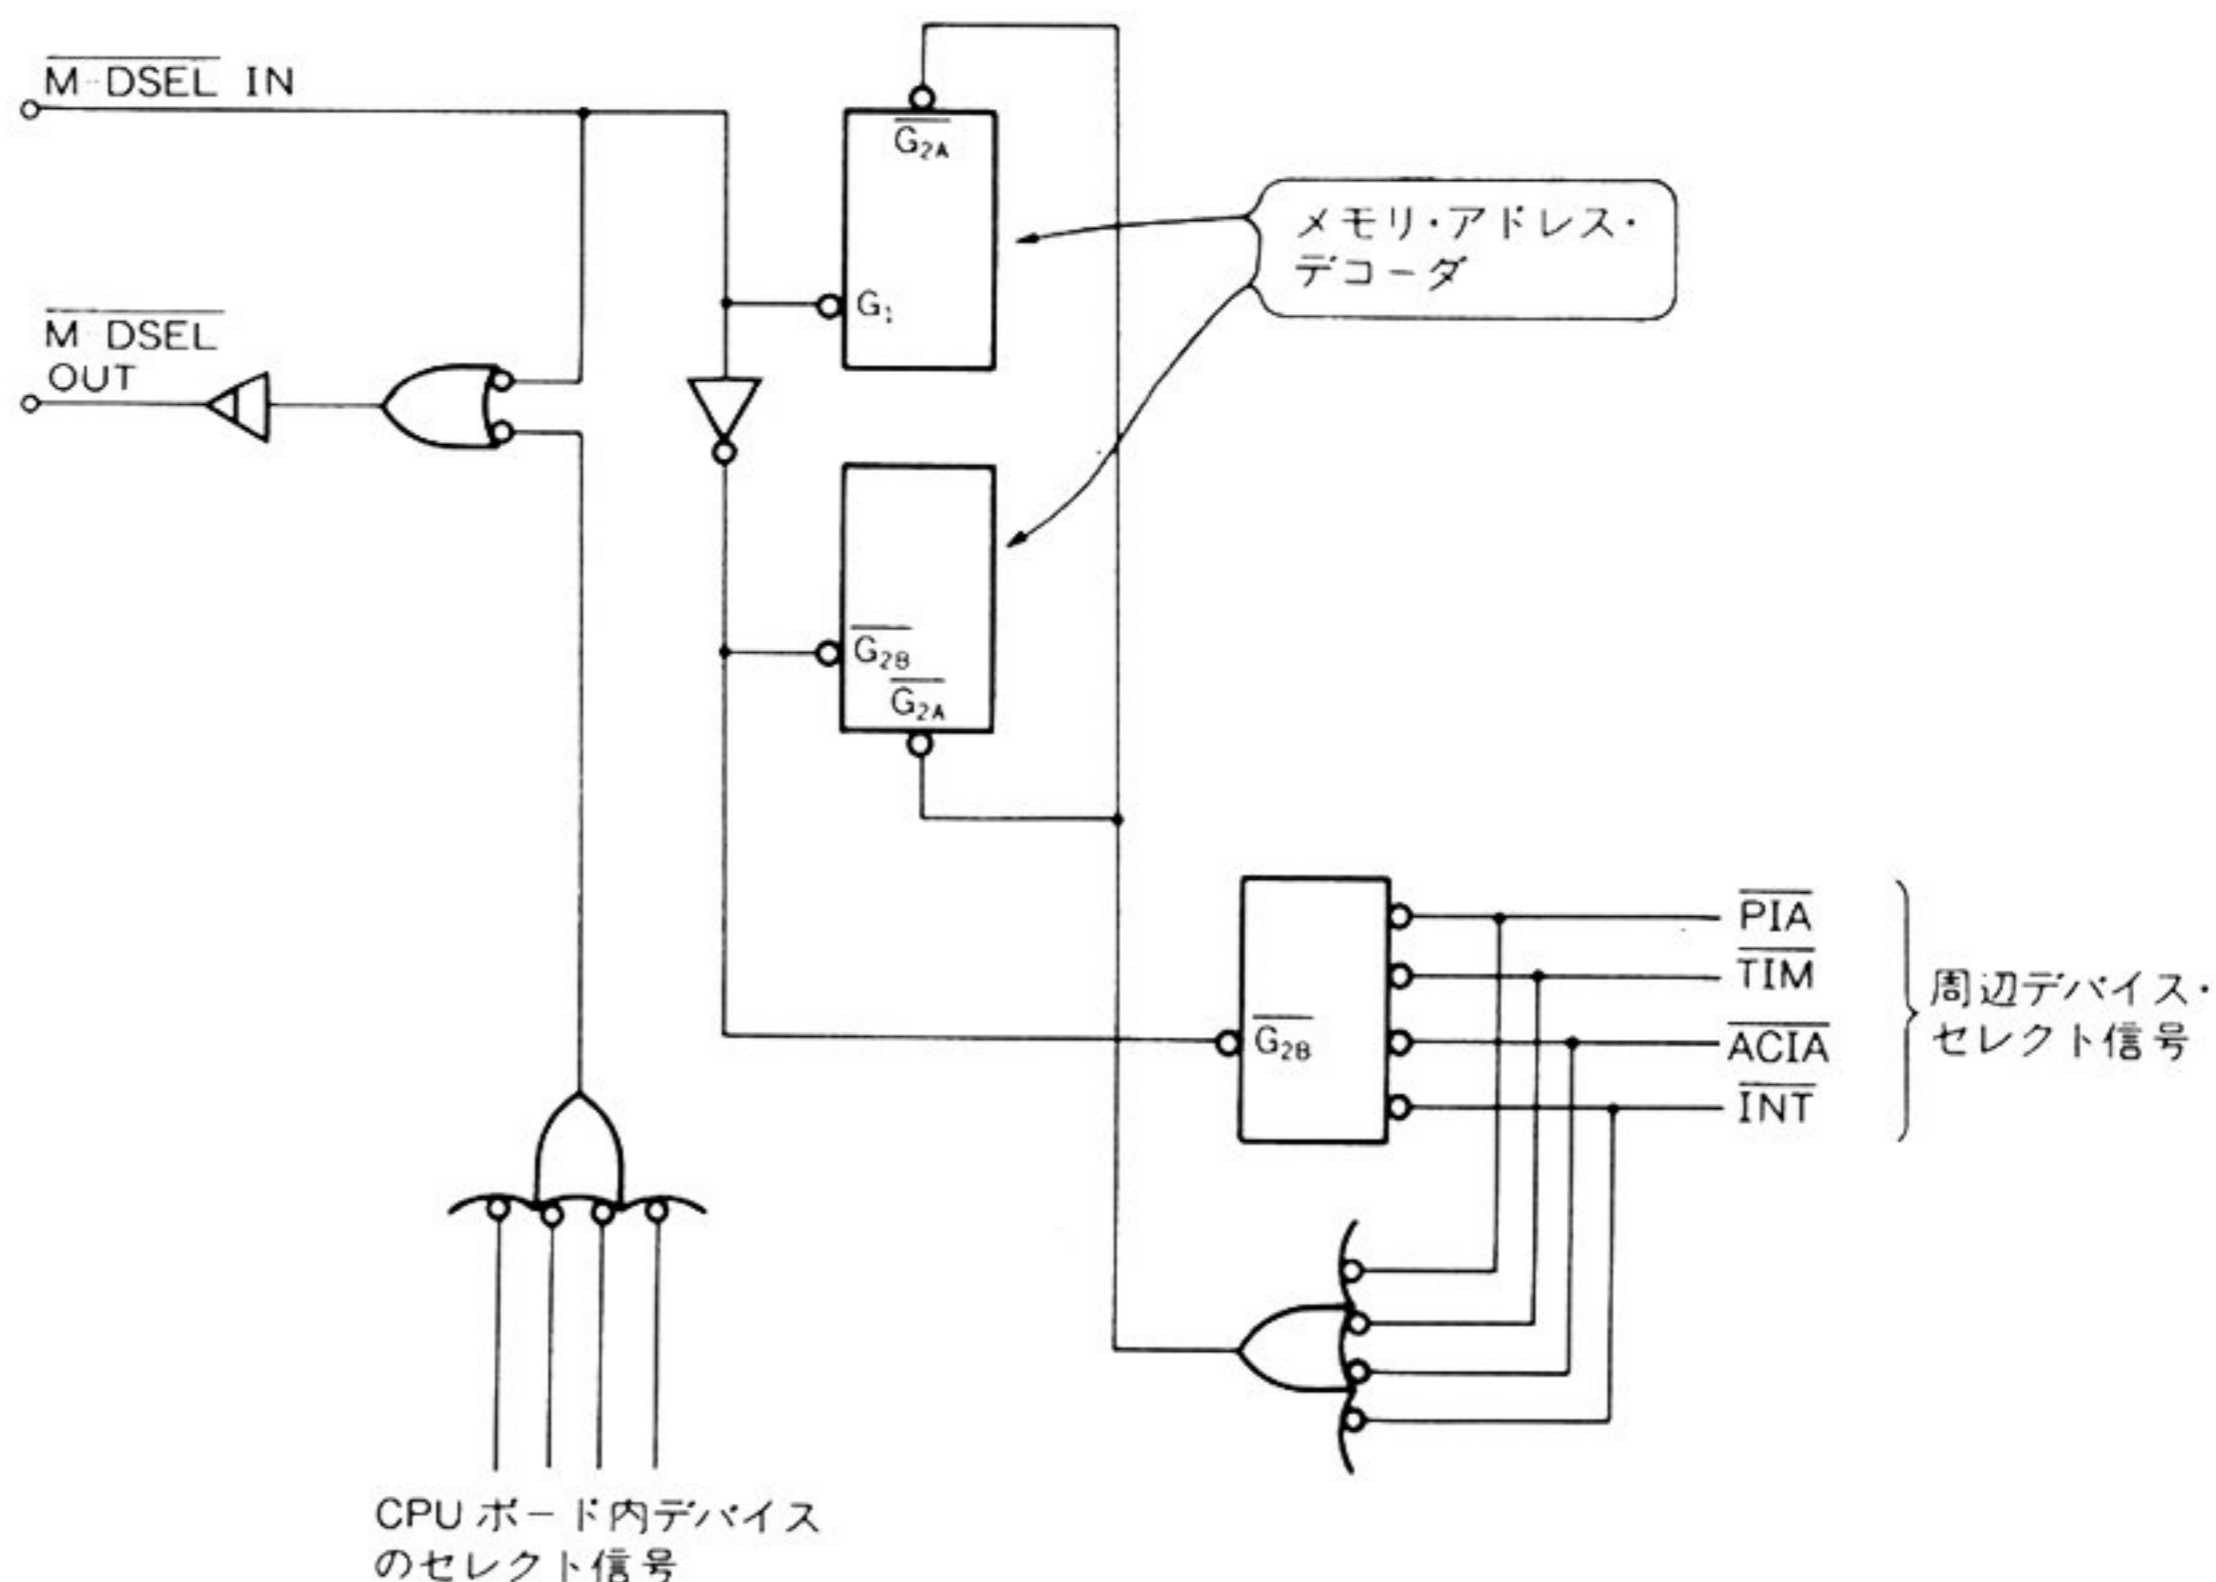 M-DSEL IN
G2A
メモリ・アドレス・
デコーダ
G1
M DSEL
OUT
G2B
G2A
PIA
TIM
G2B
ACIA
INT
周辺デバイス・
セレクト信号
CPUボード内デバイス
のセレクト信号